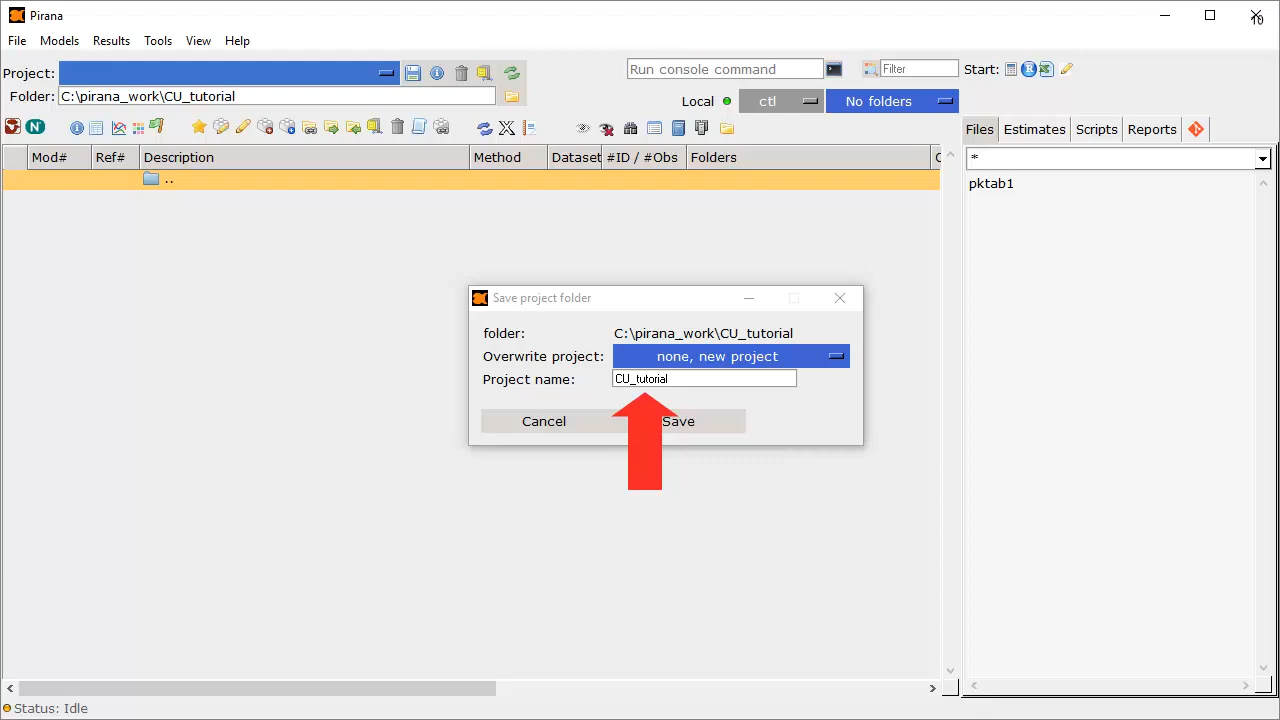 Pirana
File Models Results Tools View Help
Project:
Run console command
Filter
Start:
Folder: C:\pirana_work\CU_tutorial
Local
ctl
No folders
Files Estimates Scripts Reports
Mod# Ref# Description Method Dataset #ID / #Obs Folders
*
..
pktab1
Save project folder
folder: C:\pirana_work\CU_tutorial
Overwrite project: none, new project
Project name: CU_tutorial
Cancel Save
Status: Idle